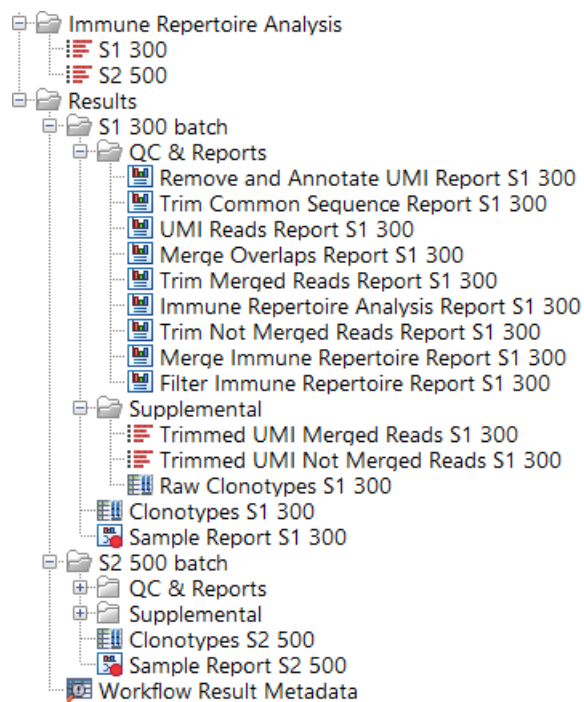 Immune Repertoire Analysis
S1 300
S2 500
Results
S1 300 batch
QC & Reports
Remove and Annotate UMI Report S1 300
Trim Common Sequence Report S1 300
UMI Reads Report S1 300
Merge Overlaps Report S1 300
Trim Merged Reads Report S1 300
Immune Repertoire Analysis Report S1 300
Trim Not Merged Reads Report S1 300
Merge Immune Repertoire Report S1 300
Filter Immune Repertoire Report S1 300
Supplemental
Trimmed UMI Merged Reads S1 300
Trimmed UMI Not Merged Reads S1 300
Raw Clonotypes S1 300
Clonotypes S1 300
Sample Report S1 300
S2 500 batch
QC & Reports
Supplemental
Clonotypes S2 500
Sample Report S2 500
Workflow Result Metadata